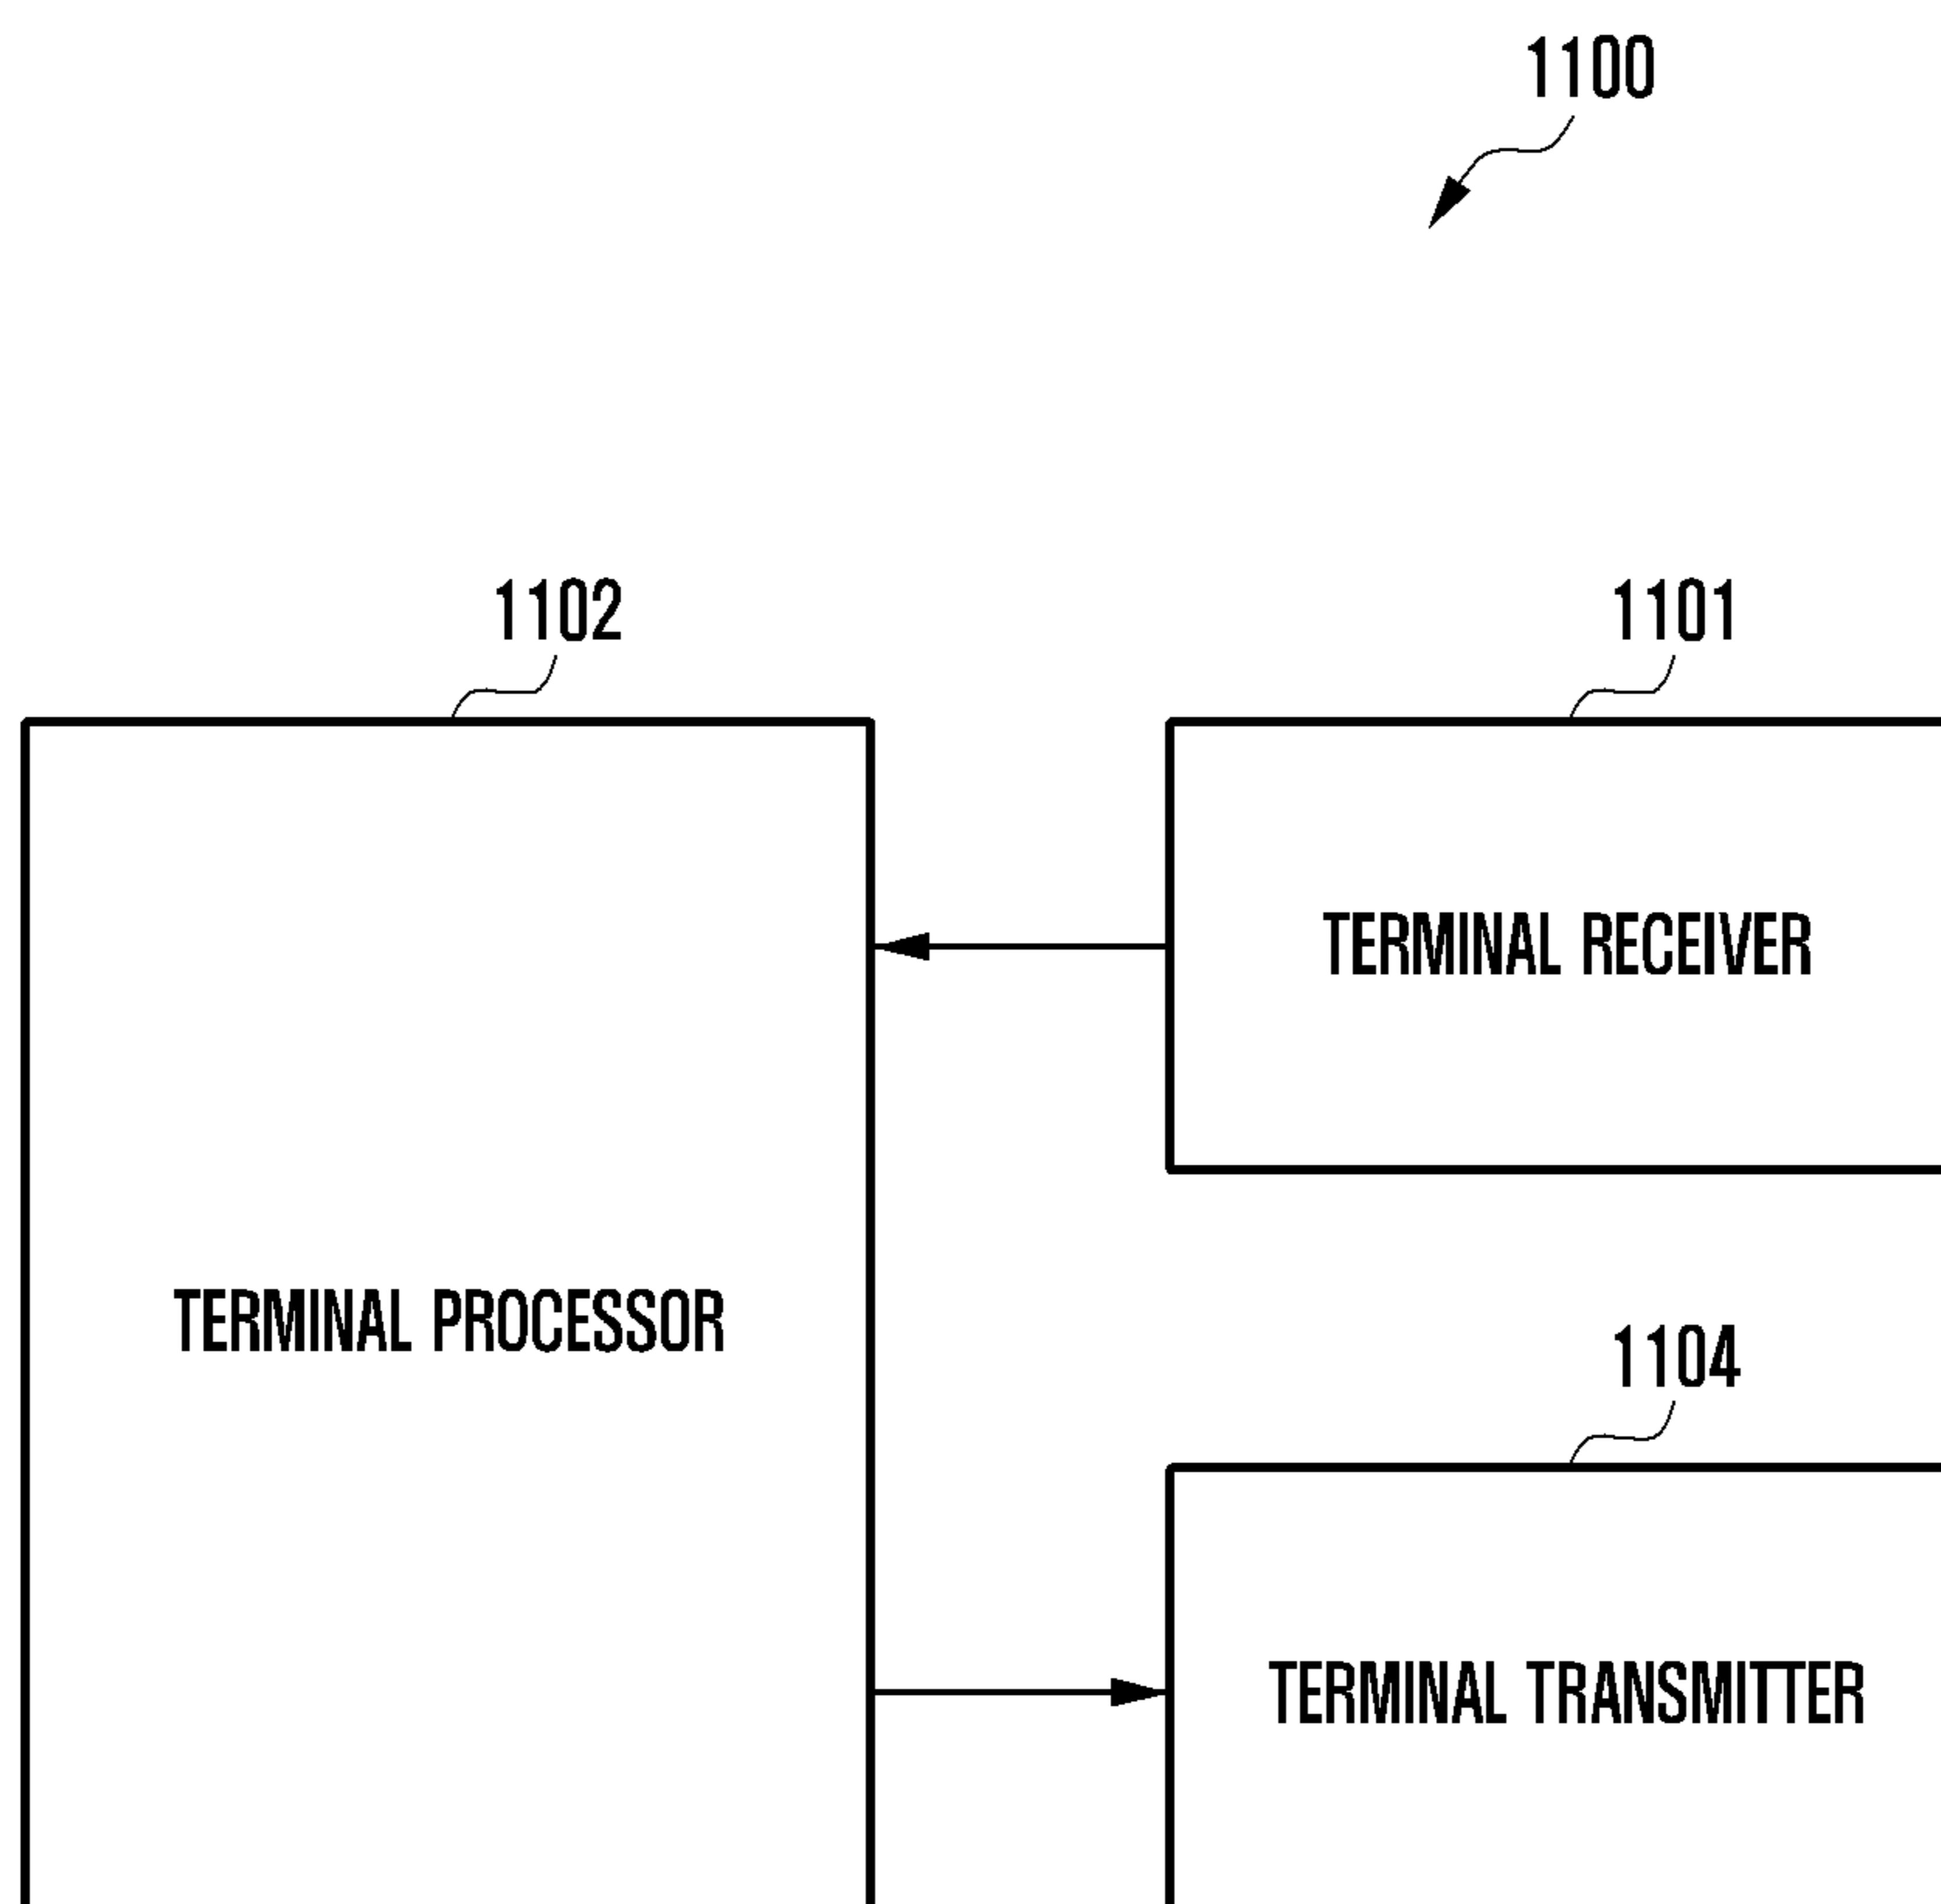 1100
1102
1101
TERMINAL RECEIVER
TERMINAL PROCESSOR
1104
TERMINAL TRANSMITTER